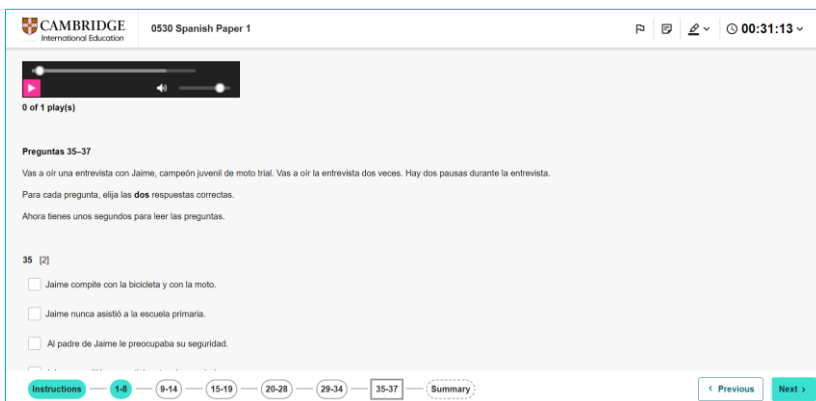 CAMBRIDGE
International Education
0530 Spanish Paper 1
00:31:13
0 of 1 play(s)
Preguntas 35–37
Vas a oír una entrevista con Jaime, campeón juvenil de moto trial. Vas a oír la entrevista dos veces. Hay dos pausas durante la entrevista.
Para cada pregunta, elija las dos respuestas correctas.
Ahora tienes unos segundos para leer las preguntas.
35 [2]
Jaime compite con la bicicleta y con la moto.
Jaime nunca asistió a la escuela primaria.
Al padre de Jaime le preocupaba su seguridad.
Instructions
1-8
9-14
15-19
20-28
29-34
35-37
Summary
Previous
Next